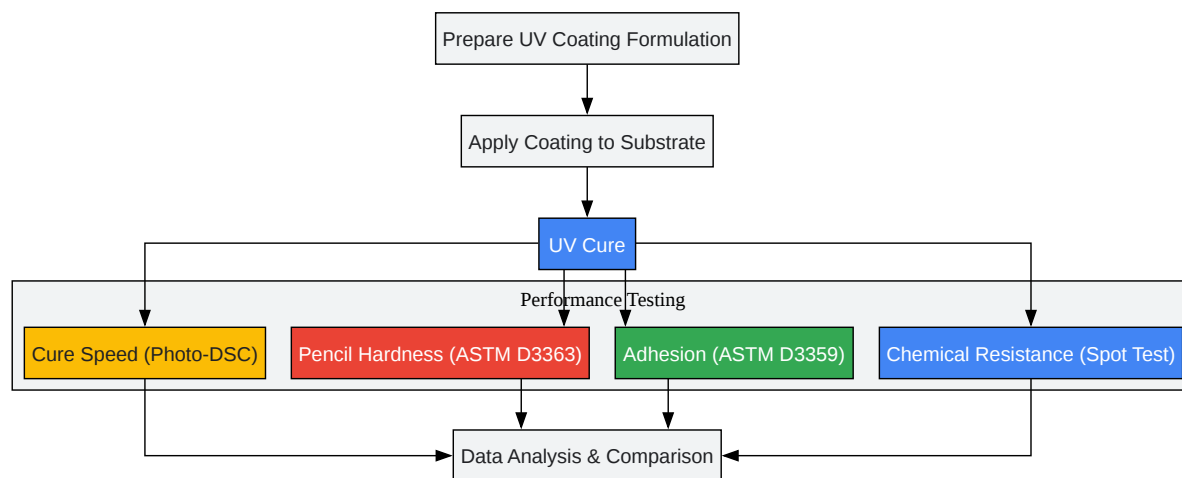 Prepare UV Coating Formulation
Apply Coating to Substrate
UV Cure
Performance Testing
Cure Speed (Photo-DSC)
Pencil Hardness (ASTM D3363)
Adhesion (ASTM D3359)
Chemical Resistance (Spot Test)
Data Analysis & Comparison